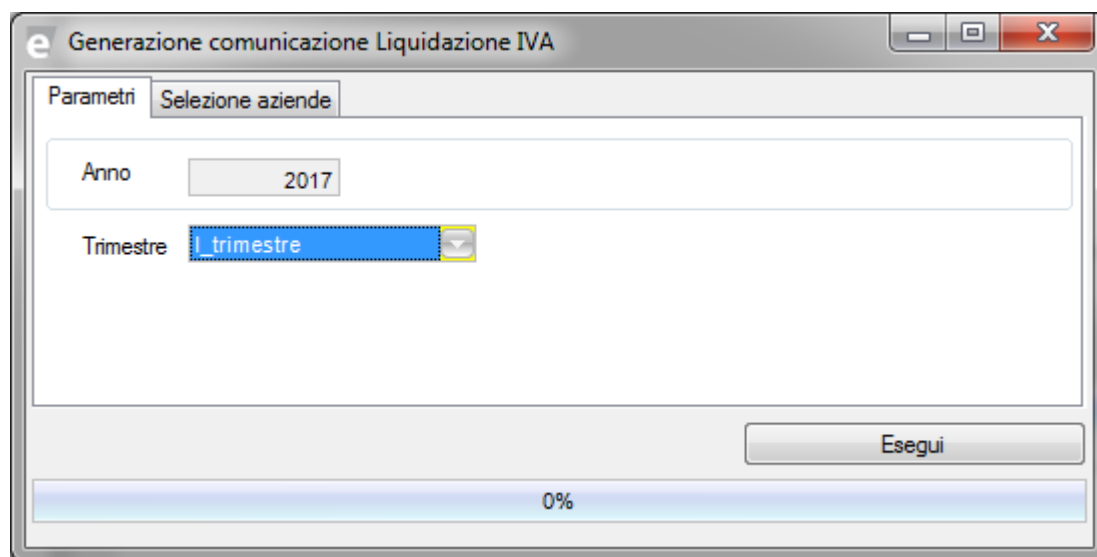 e Generazione comunicazione Liquidazione IVA
Parametri Selezione aziende
Anno 2017
Trimestre I_trimestre
Esegui
0%